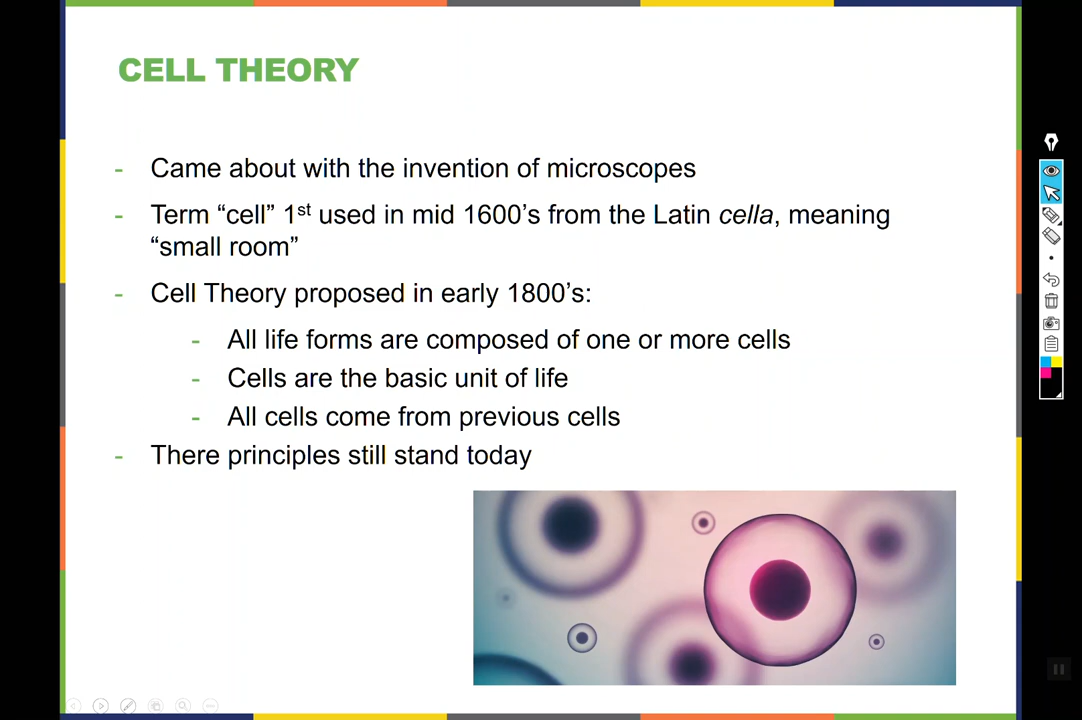 CELL THEORY
- Came about with the invention of microscopes
- Term “cell” 1st used in mid 1600’s from the Latin cella, meaning
“small room”
- Cell Theory proposed in early 1800’s:
- All life forms are composed of one or more cells
- Cells are the basic unit of life
- All cells come from previous cells
- There principles still stand today